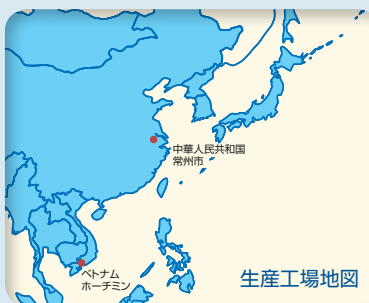 中華人民共和国
常州市
ベトナム
ホーチミン
生産工場地図